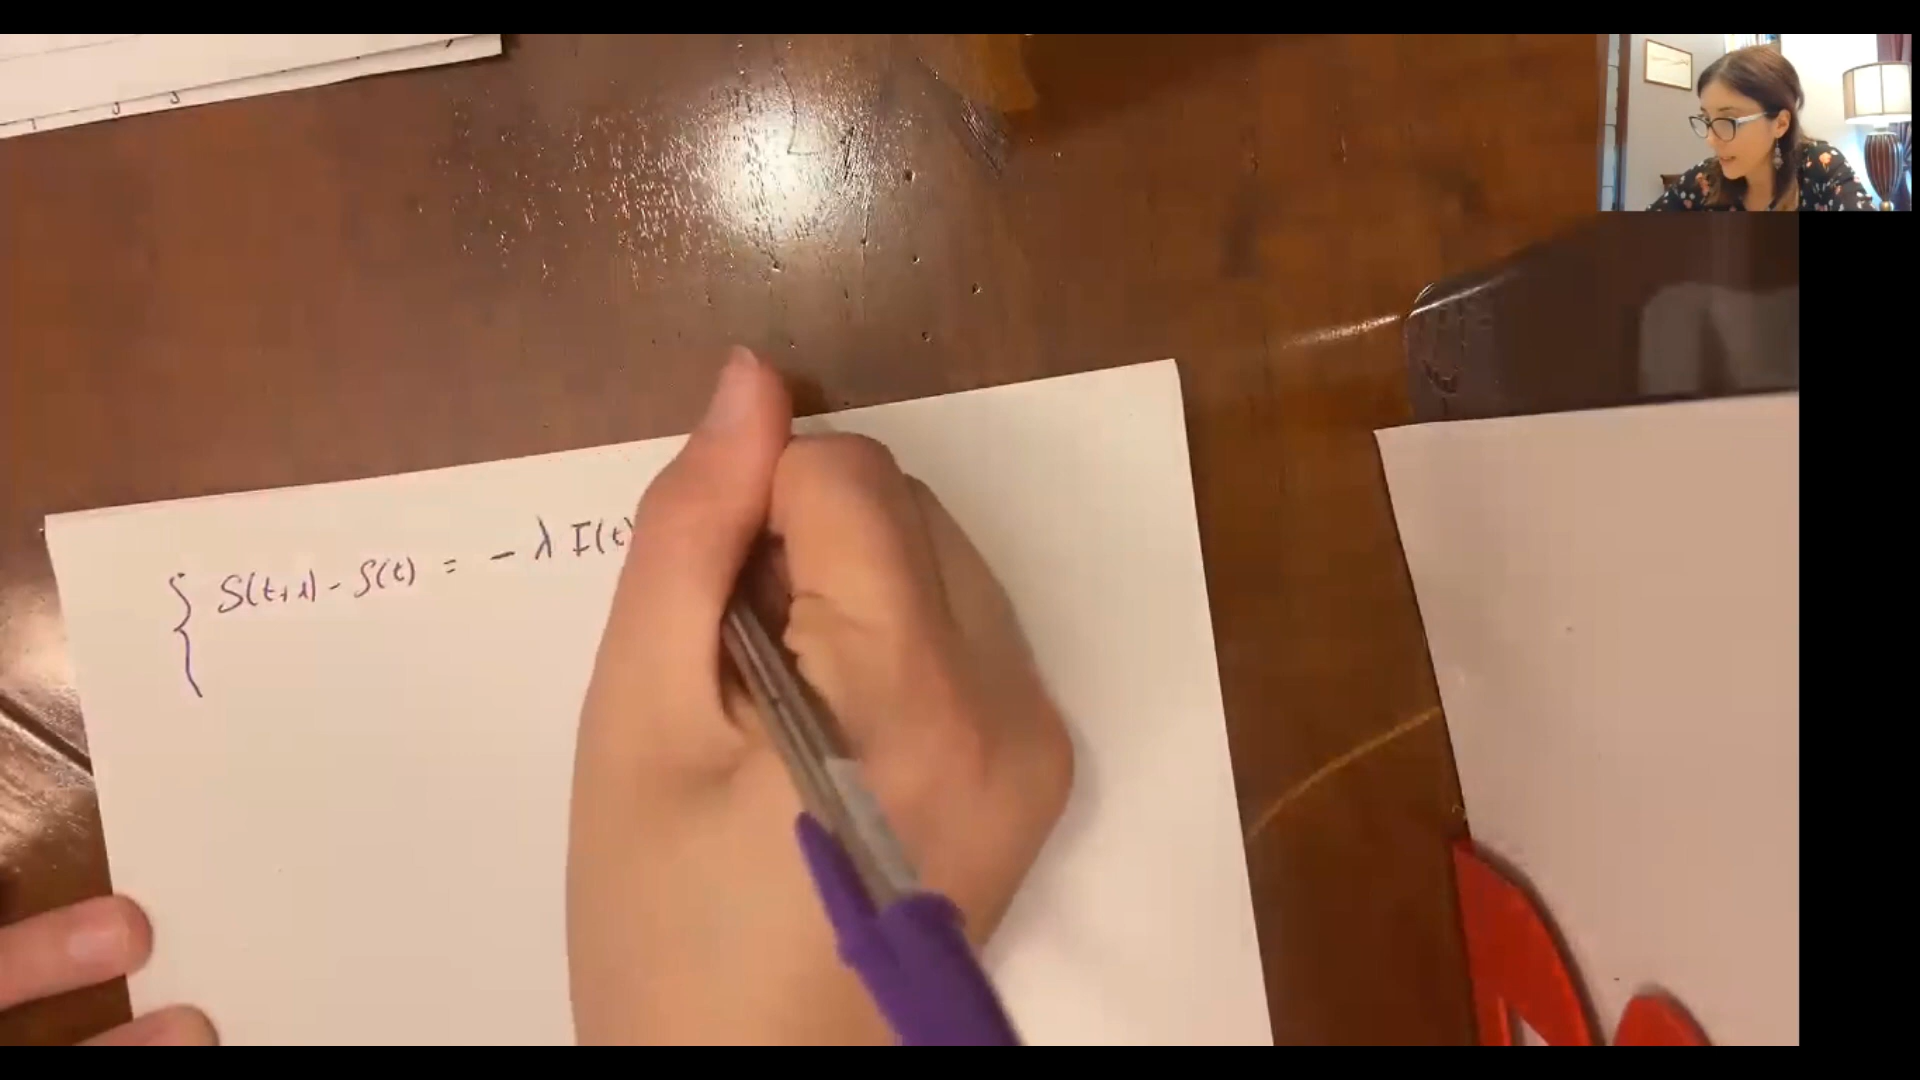 { S(t+1) - S(t) = - λ I(t)